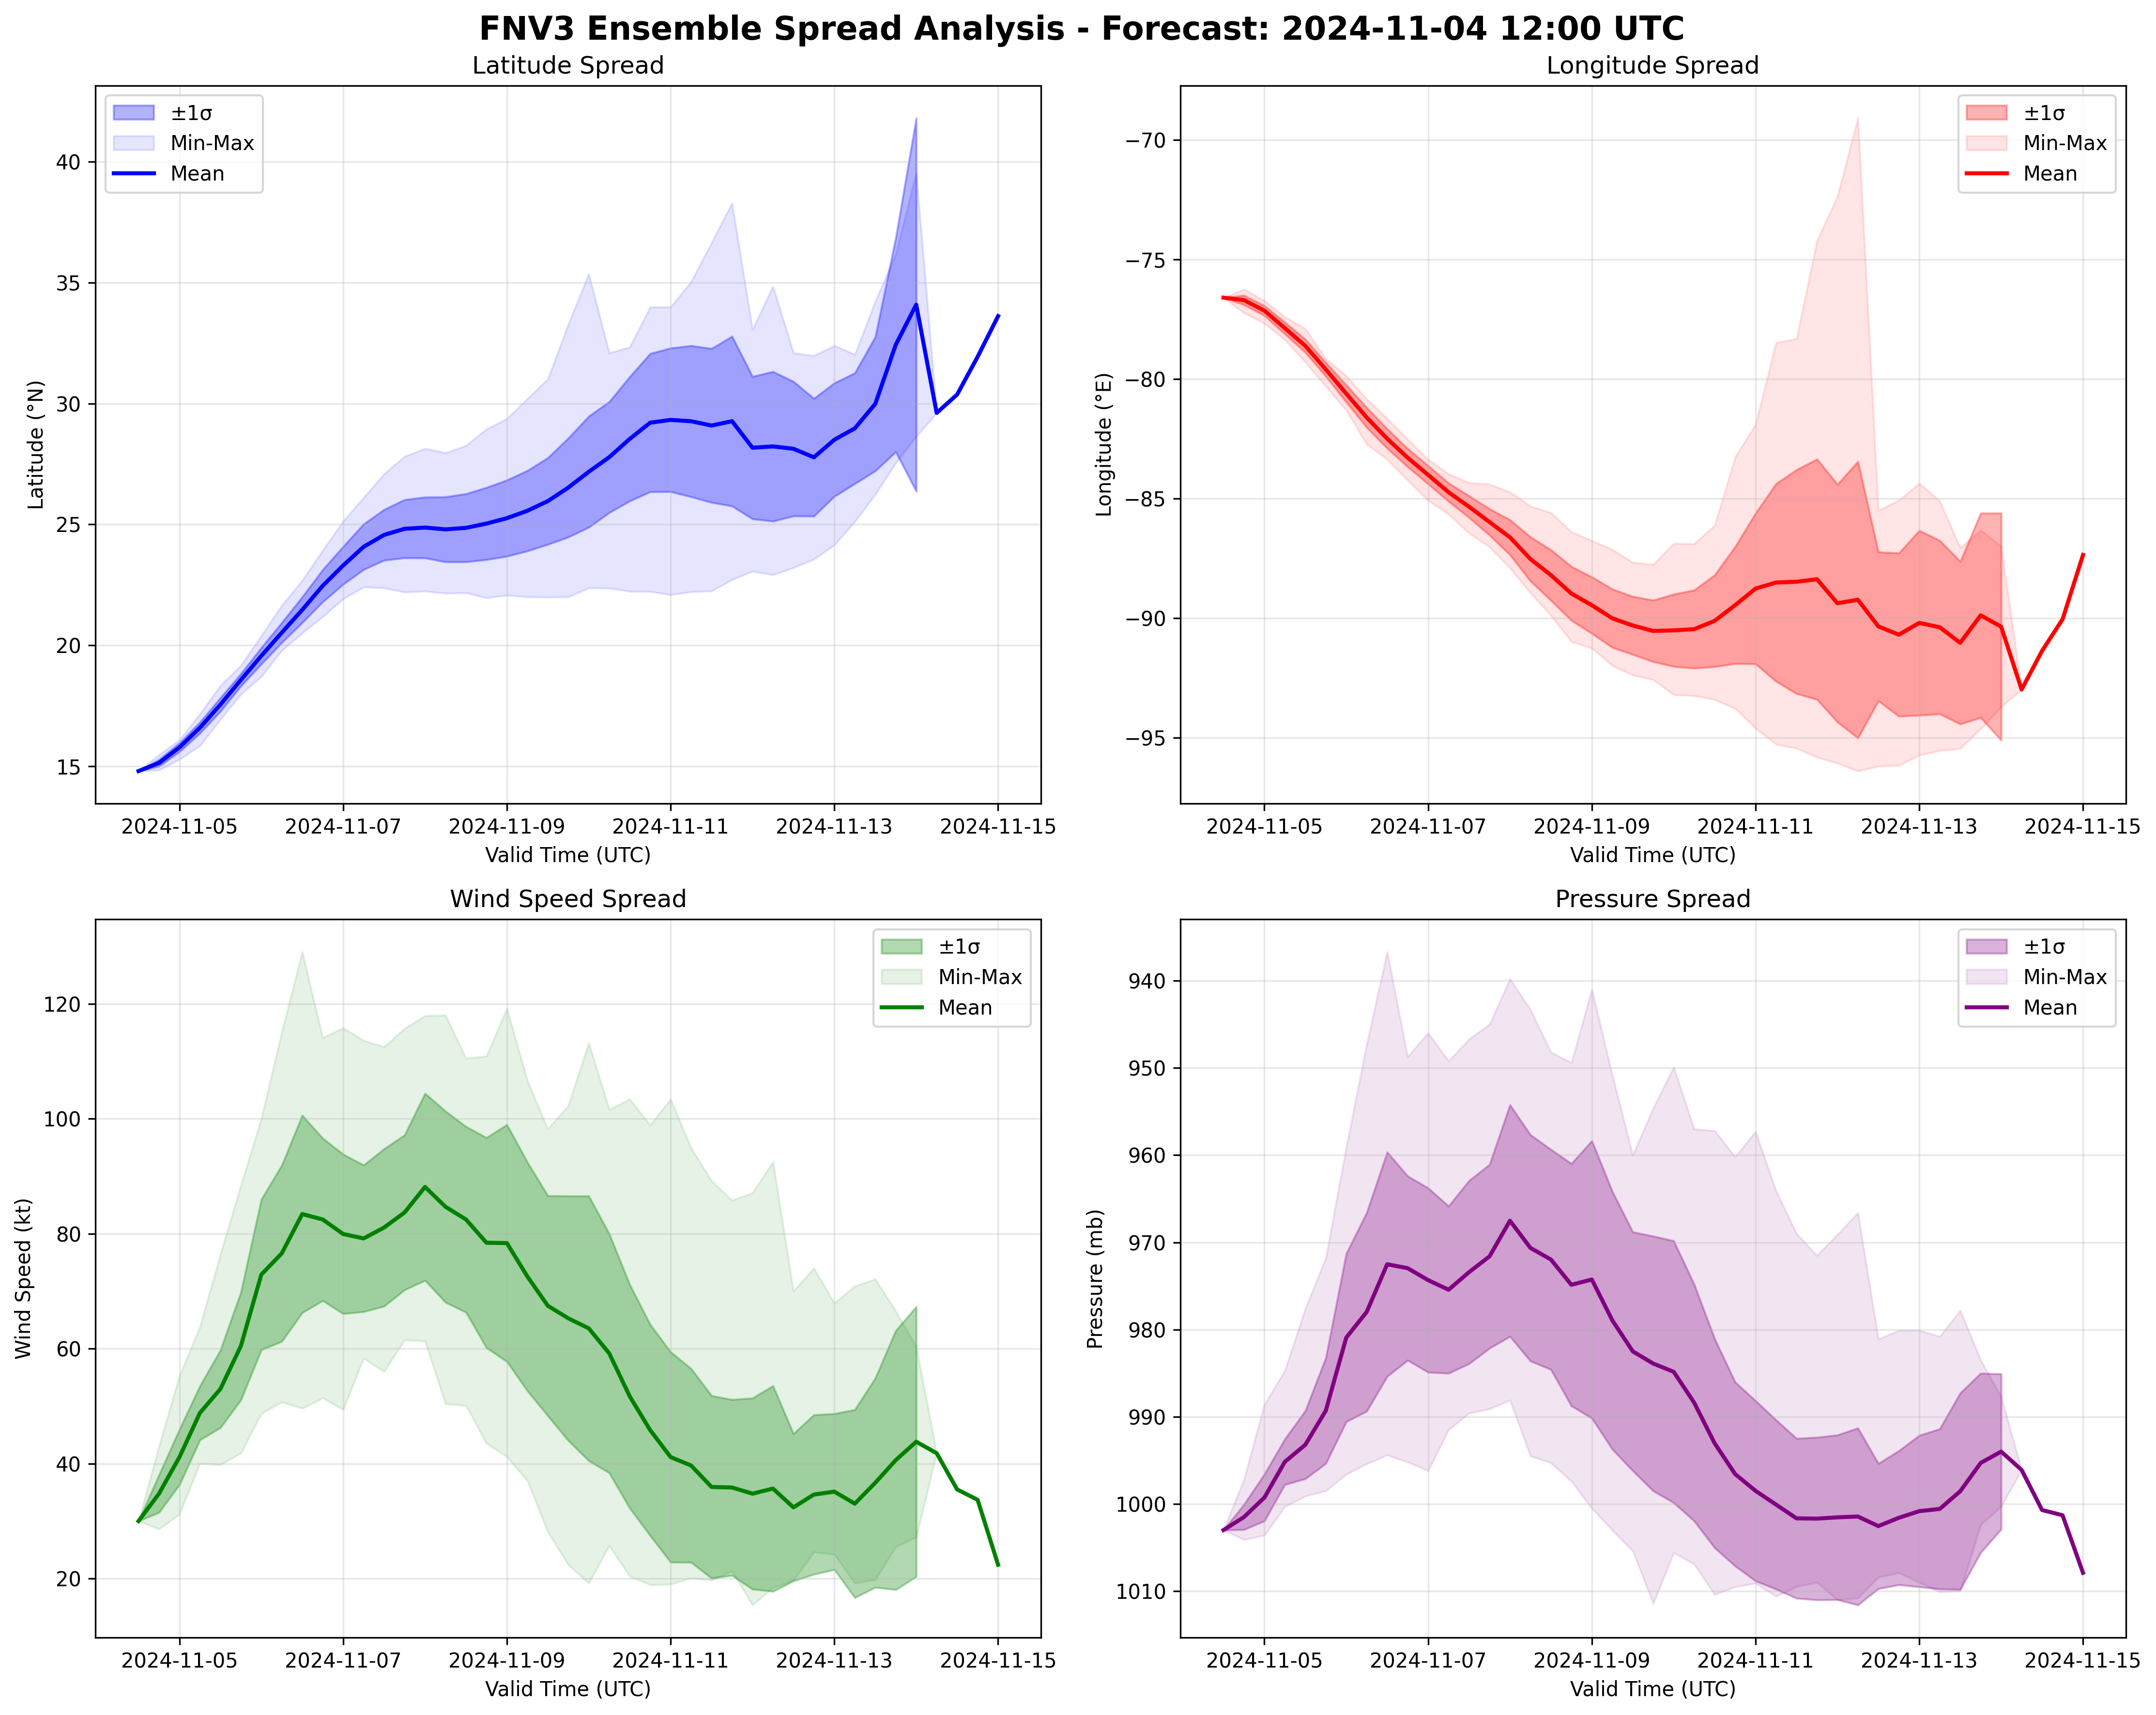 FNV3 Ensemble Spread Analysis - Forecast: 2024-11-04 12:00 UTC
Latitude Spread
±1σ
Min-Max
Mean
40
35
30
25
20
15
Latitude (°N)
2024-11-05 2024-11-07 2024-11-09 2024-11-11 2024-11-13 2024-11-15
Valid Time (UTC)
Longitude Spread
±1σ
Min-Max
Mean
−70
−75
−80
−85
−90
−95
Longitude (°E)
2024-11-05 2024-11-07 2024-11-09 2024-11-11 2024-11-13 2024-11-15
Valid Time (UTC)
Wind Speed Spread
±1σ
Min-Max
Mean
120
100
80
60
40
20
Wind Speed (kt)
2024-11-05 2024-11-07 2024-11-09 2024-11-11 2024-11-13 2024-11-15
Valid Time (UTC)
Pressure Spread
±1σ
Min-Max
Mean
940
950
960
970
980
990
1000
1010
Pressure (mb)
2024-11-05 2024-11-07 2024-11-09 2024-11-11 2024-11-13 2024-11-15
Valid Time (UTC)